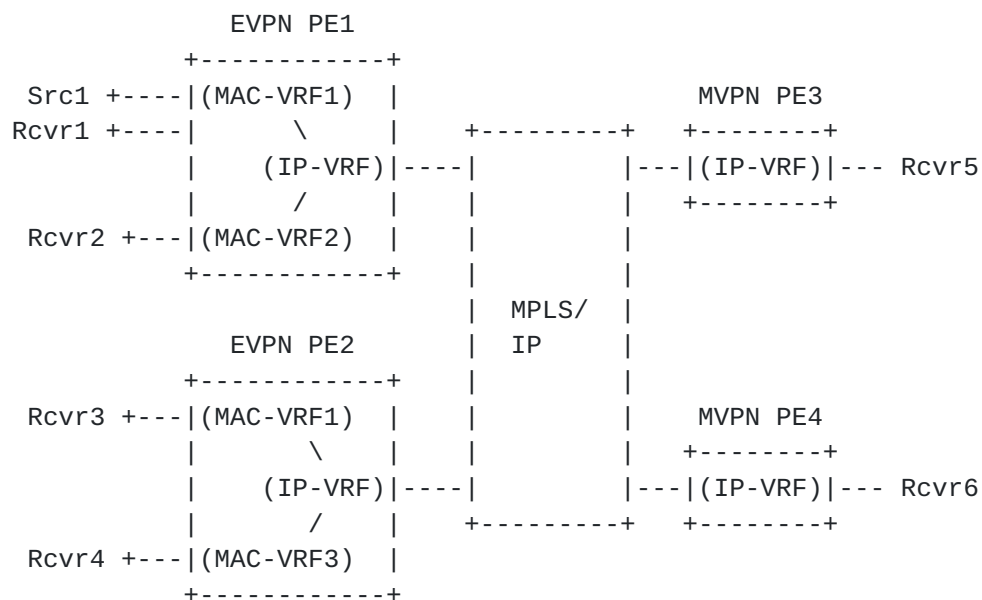 EVPN PE1
           +------------+
 Src1 +----|(MAC-VRF1)  |                   MVPN PE3
Rcvr1 +----|      \     |    +---------+   +--------+
           |    (IP-VRF)|----|         |---|(IP-VRF)|--- Rcvr5
           |      /     |    |         |   +--------+
 Rcvr2 +---|(MAC-VRF2)  |    |         |
           +------------+    |         |
                             |  MPLS/  |
             EVPN PE2        |  IP     |
           +------------+    |         |
 Rcvr3 +---|(MAC-VRF1)  |    |         |    MVPN PE4
           |       \    |    |         |   +--------+
           |    (IP-VRF)|----|         |---|(IP-VRF)|--- Rcvr6
           |       /    |    +---------+   +--------+
 Rcvr4 +---|(MAC-VRF3)  |
           +------------+